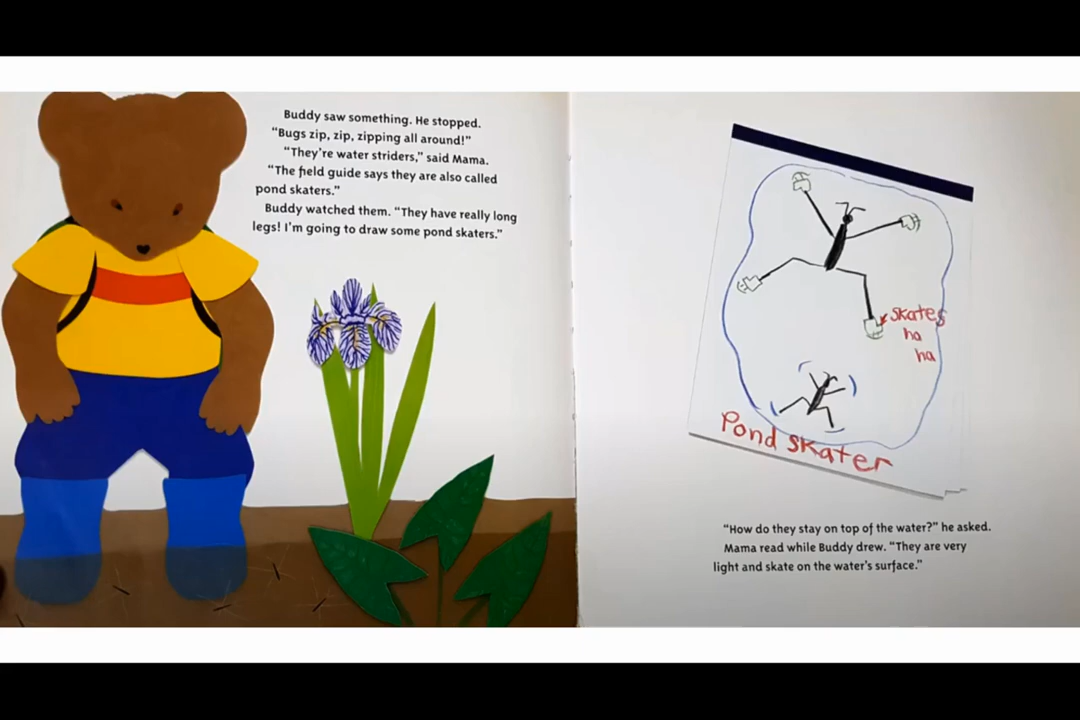 Buddy saw something. He stopped.
“Bugs zip, zip, zipping all around!”
“They’re water striders,” said Mama.
“The field guide says they are also called
pond skaters.”
Buddy watched them. “They have really long
legs! I’m going to draw some pond skaters.”
skates
ha
ha
Pond skater
“How do they stay on top of the water?” he asked.
Mama read while Buddy drew. “They are very
light and skate on the water’s surface.”